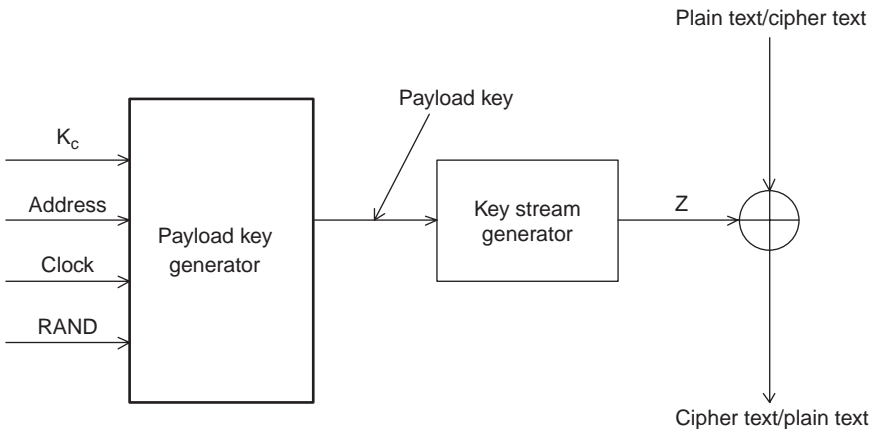 Plain text/cipher text
Payload key
K_c
Address
Clock
RAND
Payload key
generator
Key stream
generator
Z
Cipher text/plain text